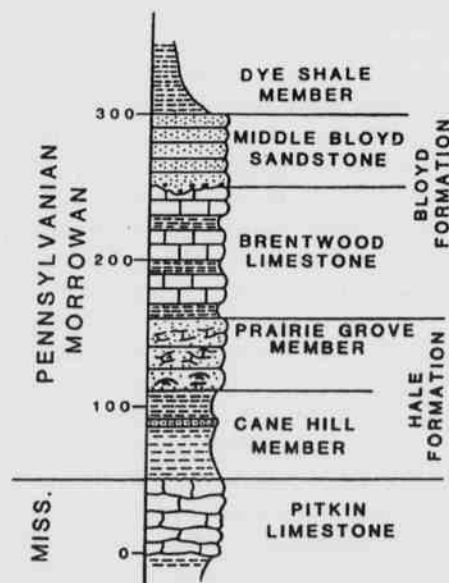 DYE SHALE
MEMBER
300
MIDDLE BLOYD
SANDSTONE
BLOYD
FORMATION
200
BRENTWOOD
LIMESTONE
PENNSYLVANIAN
MORROWAN
PRAIRIE GROVE
MEMBER
100
CANE HILL
MEMBER
HALE
FORMATION
MISS.
PITKIN
LIMESTONE
0